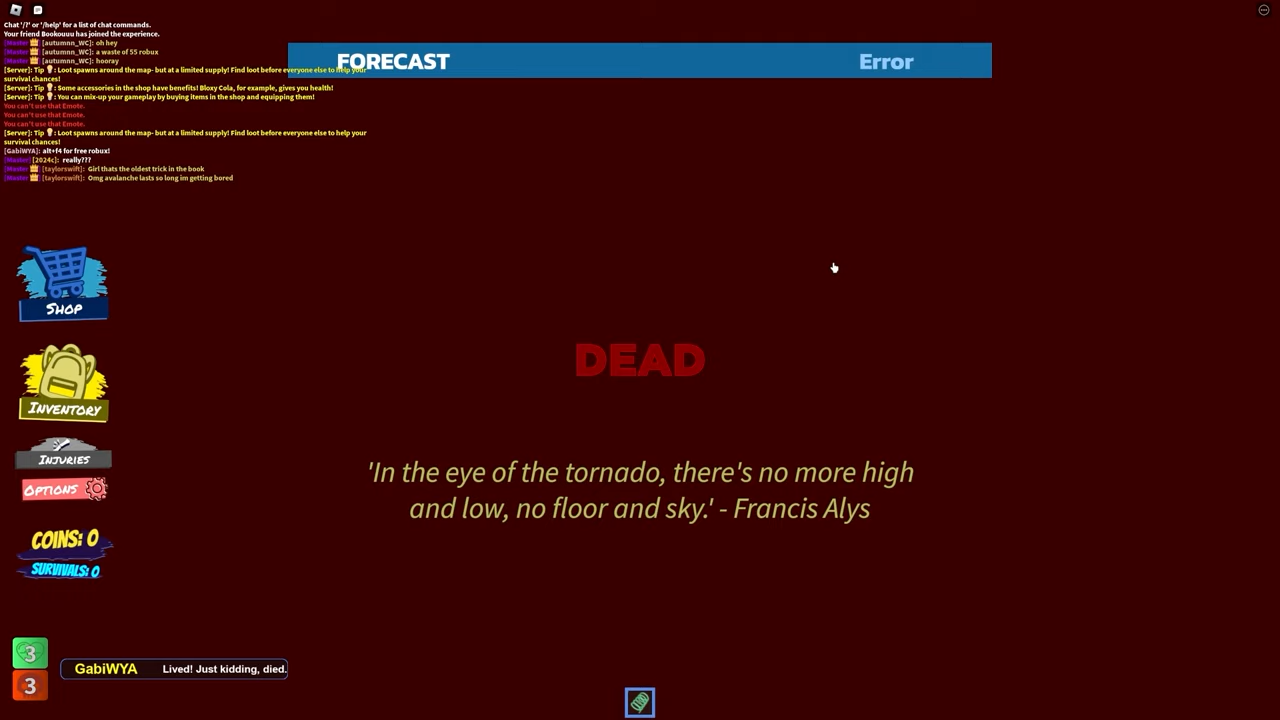 Chat '/?' or '/help' for a list of chat commands.
Your friend Bookouuu has joined the experience.
[Master 👑] [autumnn_WC]: oh hey
[Master 👑] [autumnn_WC]: a waste of 55 robux
[Master 👑] [autumnn_WC]: hooray
[Server]: Tip 💡: Loot spawns around the map- but at a limited supply! Find loot before everyone else to help your
survival chances!
[Server]: Tip 💡: Some accessories in the shop have benefits! Bloxy Cola, for example, gives you health!
[Server]: Tip 💡: You can mix-up your gameplay by buying items in the shop and equipping them!
You can't use that Emote.
You can't use that Emote.
You can't use that Emote.
[Server]: Tip 💡: Loot spawns around the map- but at a limited supply! Find loot before everyone else to help your
survival chances!
[GabiWYA]: alt+f4 for free robux!
[Master 👑] [2024c]: really???
[Master 👑] [taylorswift]: Girl thats the oldest trick in the book
[Master 👑] [taylorswift]: Omg avalanche lasts so long im getting bored
FORECAST Error
SHOP
INVENTORY
INJURIES
OPTIONS
COINS: 0
SURVIVALS: 0
DEAD
'In the eye of the tornado, there's no more high
and low, no floor and sky.' - Francis Alys
3
3
GabiWYA Lived! Just kidding, died.